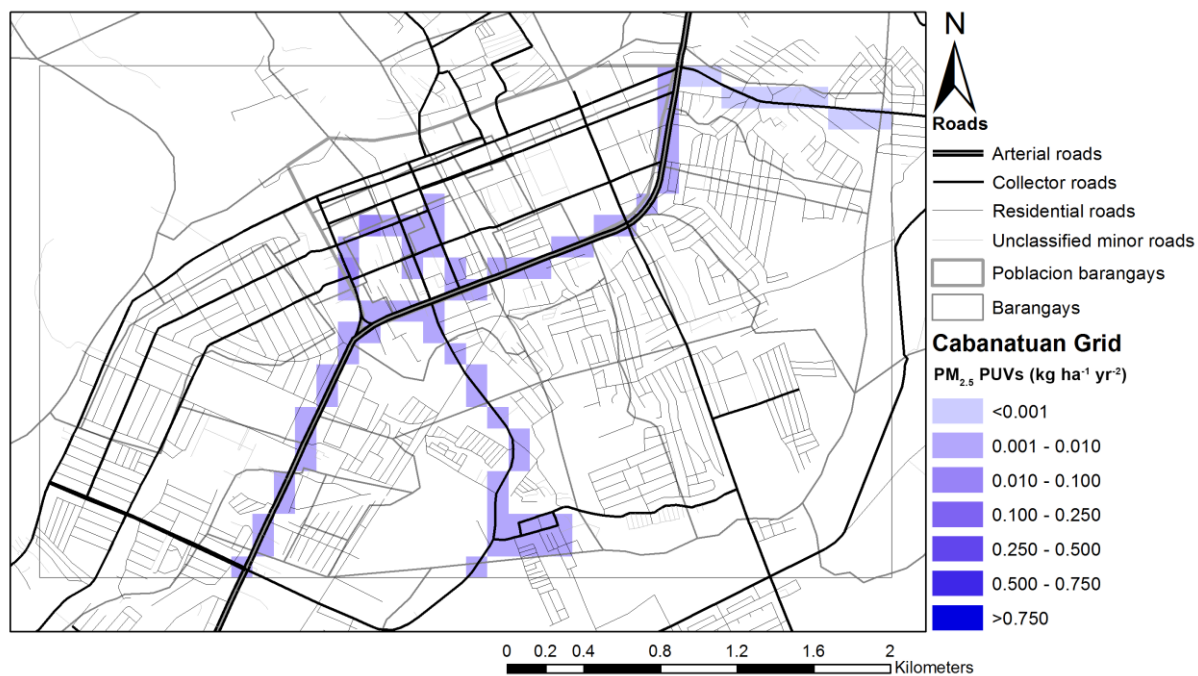 N
Roads
Arterial roads
Collector roads
Residential roads
Unclassified minor roads
Poblacion barangays
Barangays
Cabanatuan Grid
PM2.5 PUVs (kg ha-1 yr-2)
<0.001
0.001 - 0.010
0.010 - 0.100
0.100 - 0.250
0.250 - 0.500
0.500 - 0.750
>0.750
0 0.2 0.4 0.8 1.2 1.6 2
Kilometers